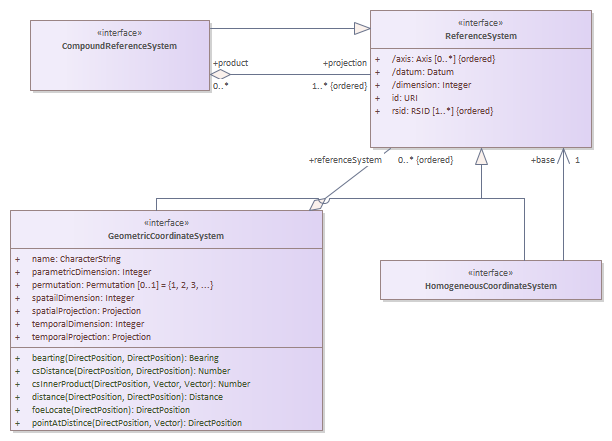 «interface»
CompoundReferenceSystem
«interface»
ReferenceSystem
+ /axis: Axis [0..*] {ordered}
+ /datum: Datum
+ /dimension: Integer
+ id: URI
+ rsid: RSID [1..*] {ordered}
+product
+projection
0..*
1..* {ordered}
+referenceSystem 0..* {ordered}
+base 1
«interface»
GeometricCoordinateSystem
+ name: CharacterString
+ parametricDimension: Integer
+ permutation: Permutation [0..1] = {1, 2, 3, ...}
+ spatailDimension: Integer
+ spatialProjection: Projection
+ temporalDimension: Integer
+ temporalProjection: Projection
+ bearting(DirectPosition, DirectPosition): Bearing
+ csDistance(DirectPosition, DirectPosition): Number
+ csInnerProduct(DirectPosition, Vector, Vector): Number
+ distance(DirectPosition, DirectPosition): Distance
+ foeLocate(DirectPosition): DirectPosition
+ pointAtDistince(DirectPosition, Vector): DirectPosition
«interface»
HomogeneousCoordinateSystem